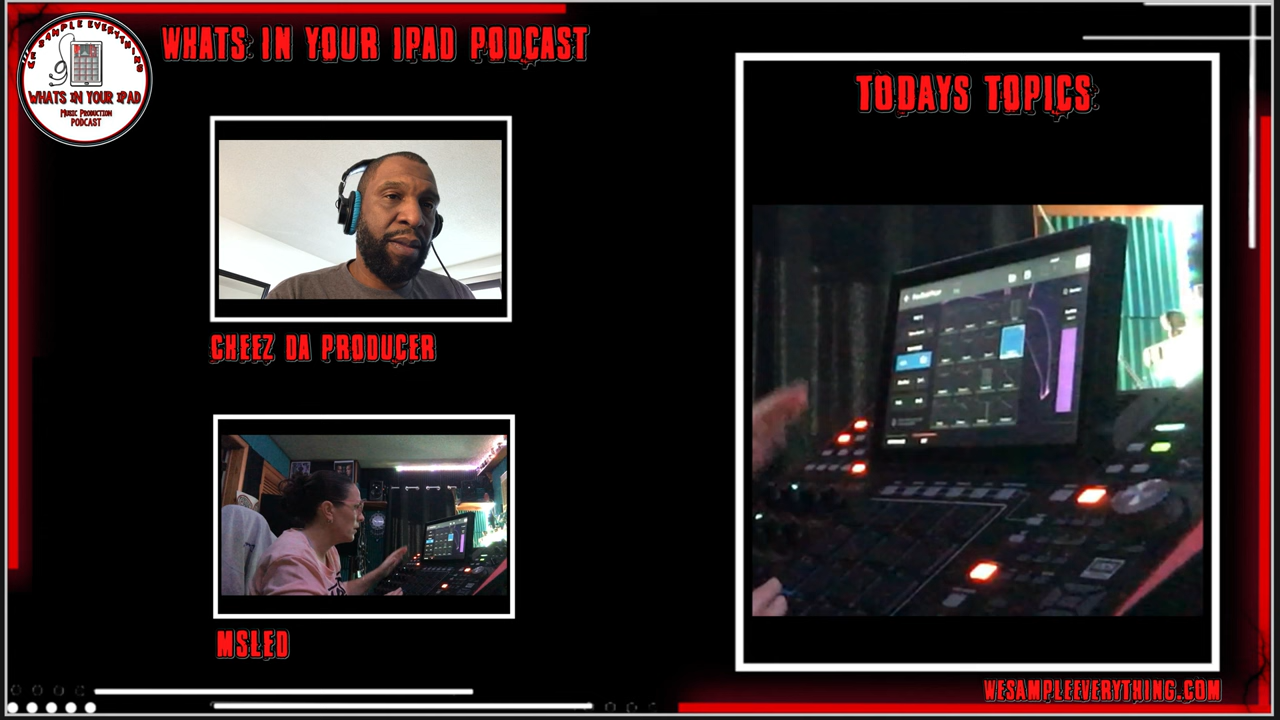 WE SAMPLE EVERYTHING
WHATS IN YOUR IPAD
MUSIC PRODUCTION
PODCAST
WHATS IN YOUR IPAD PODCAST
TODAYS TOPICS
CHEEZ DA PRODUCER
MSLED
WESAMPLEEVERYTHING.COM